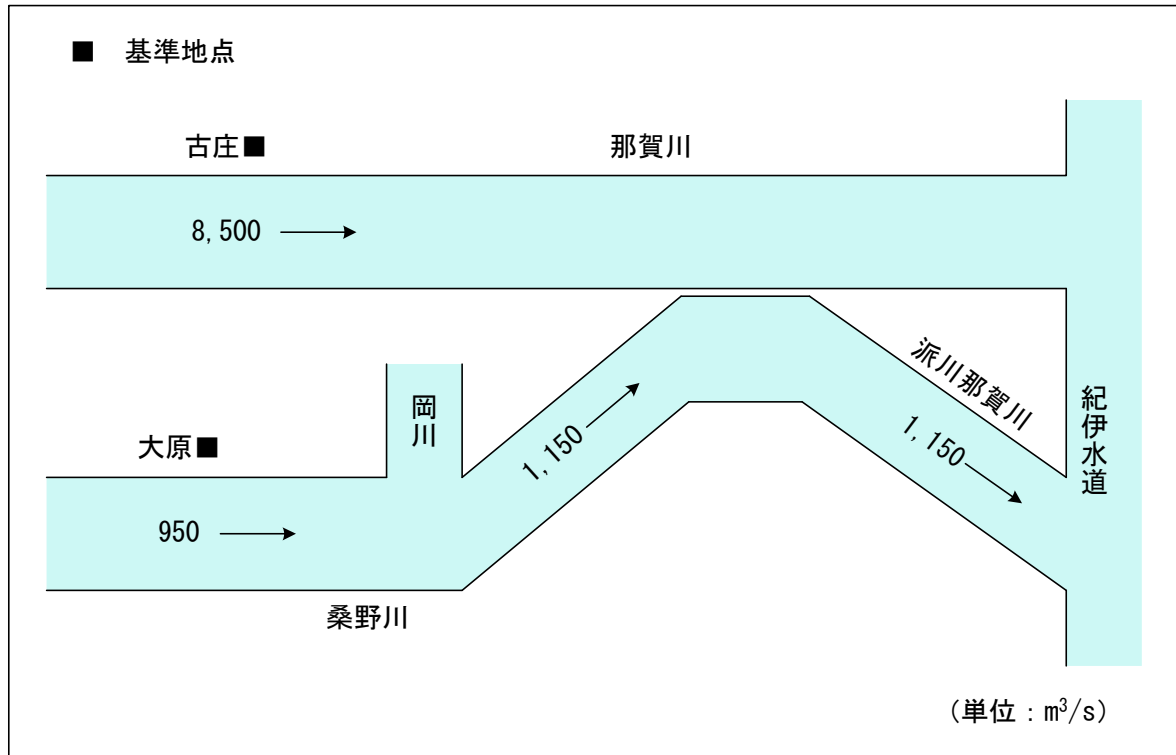 ■ 基準地点
古庄■
那賀川
8,500
岡川
1,150
派川那賀川
1,150
紀伊水道
大原■
950
桑野川
(単位:m³/s)